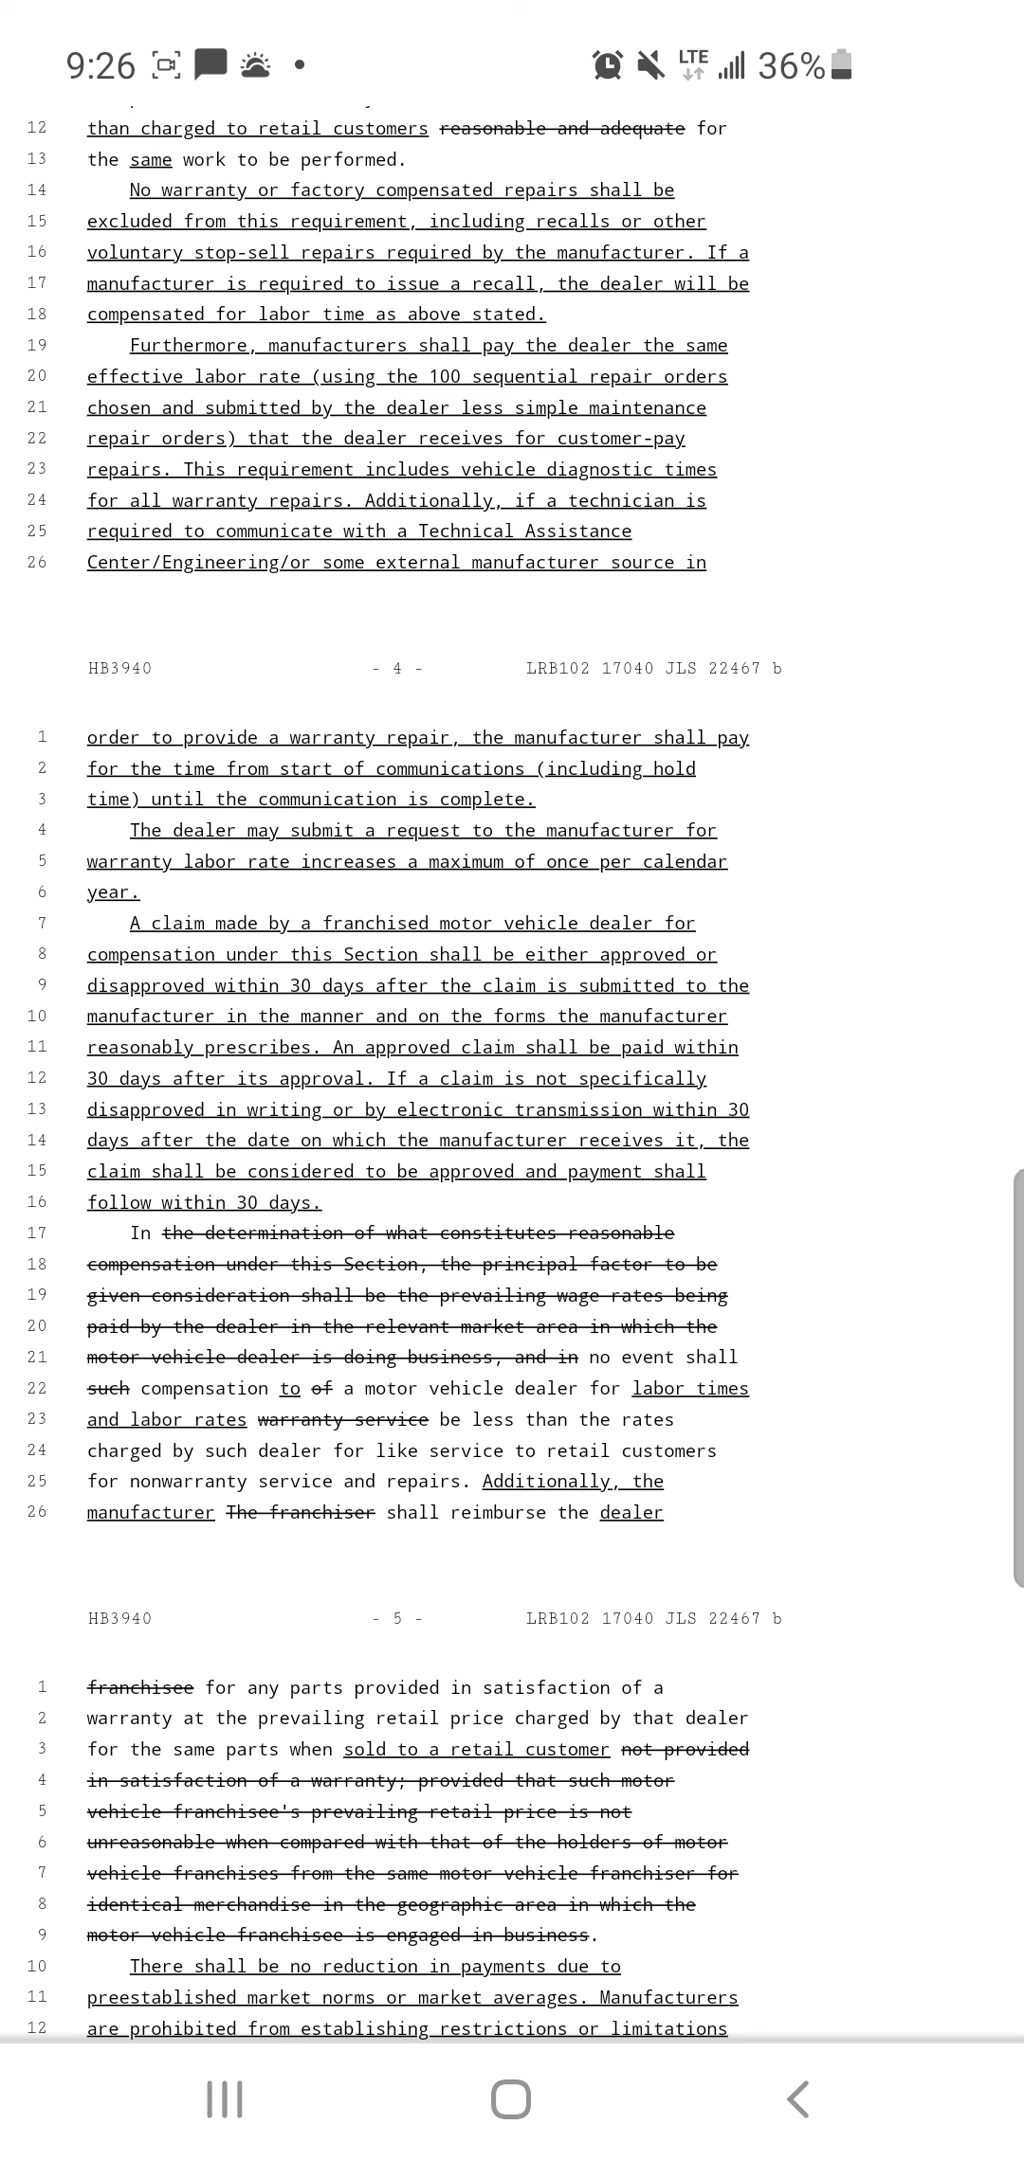 9:26 LTE 36%
12 than charged to retail customers reasonable and adequate for
13 the same work to be performed.
14 No warranty or factory compensated repairs shall be
15 excluded from this requirement, including recalls or other
16 voluntary stop-sell repairs required by the manufacturer. If a
17 manufacturer is required to issue a recall, the dealer will be
18 compensated for labor time as above stated.
19 Furthermore, manufacturers shall pay the dealer the same
20 effective labor rate (using the 100 sequential repair orders
21 chosen and submitted by the dealer less simple maintenance
22 repair orders) that the dealer receives for customer-pay
23 repairs. This requirement includes vehicle diagnostic times
24 for all warranty repairs. Additionally, if a technician is
25 required to communicate with a Technical Assistance
26 Center/Engineering/or some external manufacturer source in
HB3940 - 4 - LRB102 17040 JLS 22467 b
1 order to provide a warranty repair, the manufacturer shall pay
2 for the time from start of communications (including hold
3 time) until the communication is complete.
4 The dealer may submit a request to the manufacturer for
5 warranty labor rate increases a maximum of once per calendar
6 year.
7 A claim made by a franchised motor vehicle dealer for
8 compensation under this Section shall be either approved or
9 disapproved within 30 days after the claim is submitted to the
10 manufacturer in the manner and on the forms the manufacturer
11 reasonably prescribes. An approved claim shall be paid within
12 30 days after its approval. If a claim is not specifically
13 disapproved in writing or by electronic transmission within 30
14 days after the date on which the manufacturer receives it, the
15 claim shall be considered to be approved and payment shall
16 follow within 30 days.
17 In the determination of what constitutes reasonable
18 compensation under this Section, the principal factor to be
19 given consideration shall be the prevailing wage rates being
20 paid by the dealer in the relevant market area in which the
21 motor vehicle dealer is doing business, and in no event shall
22 such compensation to of a motor vehicle dealer for labor times
23 and labor rates warranty service be less than the rates
24 charged by such dealer for like service to retail customers
25 for nonwarranty service and repairs. Additionally, the
26 manufacturer The franchiser shall reimburse the dealer
HB3940 - 5 - LRB102 17040 JLS 22467 b
1 franchisee for any parts provided in satisfaction of a
2 warranty at the prevailing retail price charged by that dealer
3 for the same parts when sold to a retail customer not provided
4 in satisfaction of a warranty; provided that such motor
5 vehicle franchisee's prevailing retail price is not
6 unreasonable when compared with that of the holders of motor
7 vehicle franchises from the same motor vehicle franchiser for
8 identical merchandise in the geographic area in which the
9 motor vehicle franchisee is engaged in business.
10 There shall be no reduction in payments due to
11 preestablished market norms or market averages. Manufacturers
12 are prohibited from establishing restrictions or limitations